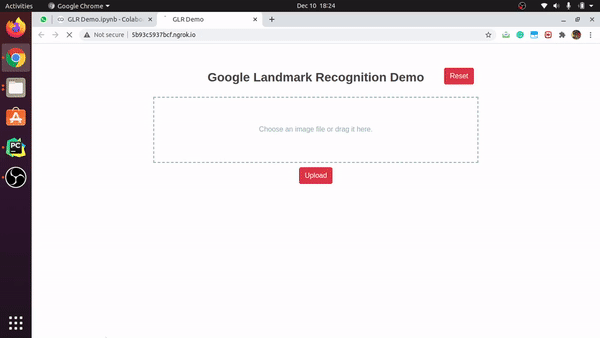 Activities Google Chrome Dec 10 18:24
GLR Demo.ipynb - Colabo GLR Demo
Not secure 5b93c5937bcf.ngrok.io
Google Landmark Recognition Demo Reset
Choose an image file or drag it here.
Upload